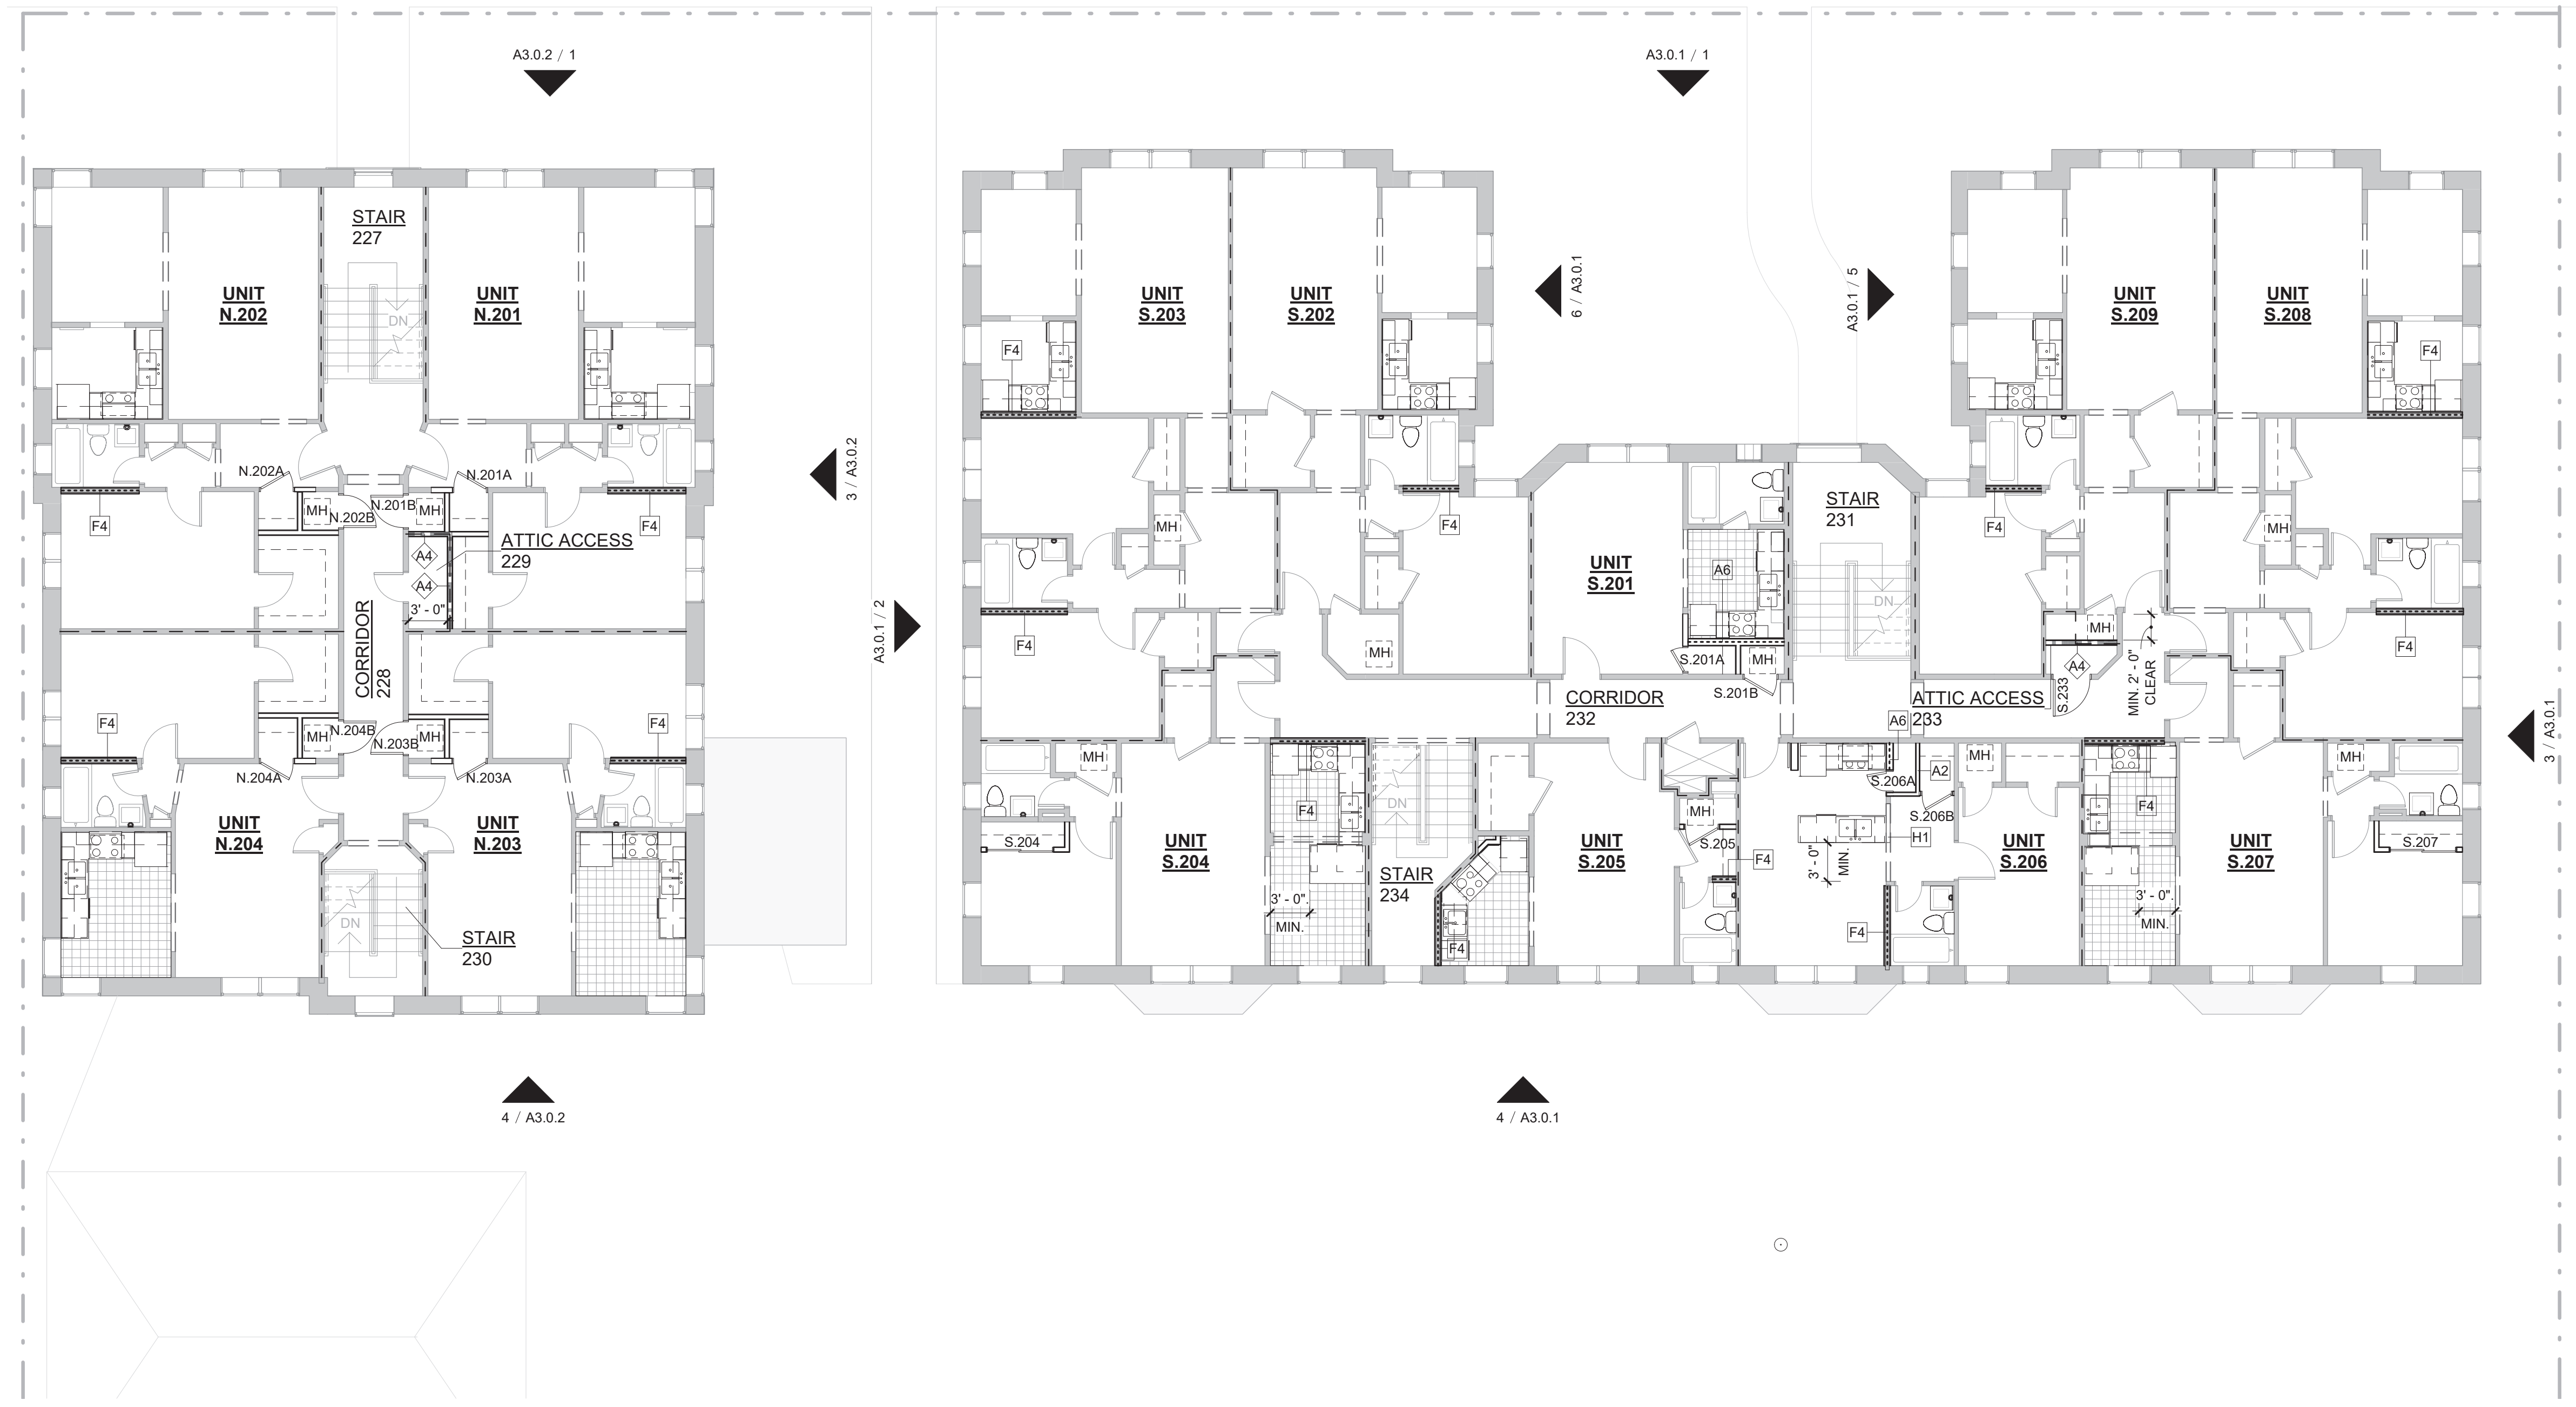 A3.0.2 / 1
A3.0.1 / 1
STAIR
227
UNIT
N.202
UNIT
N.201
DN
N.202A
N.201A
MH
N.202B
N.201B
MH
F4
F4
A4
A4
ATTIC ACCESS
229
3' - 0"
CORRIDOR
228
F4
F4
MH
N.204B
N.203B
MH
N.204A
N.203A
UNIT
N.204
UNIT
N.203
DN
STAIR
230
3 / A3.0.2
A3.0.1 / 2
4 / A3.0.2
UNIT
S.203
UNIT
S.202
F4
6 / A3.0.1
A3.0.1 / 5
UNIT
S.209
UNIT
S.208
F4
MH
F4
STAIR
231
F4
MH
UNIT
S.201
A6
DN
F4
MH
S.201A
MH
S.201B
MH
A4
S.233
MIN. 2' - 0"
CLEAR
F4
CORRIDOR
232
ATTIC ACCESS
233
A6
3 / A3.0.1
MH
S.204
UNIT
S.204
F4
3' - 0".
MIN.
DN
STAIR
234
F4
UNIT
S.205
MH
S.205
F4
3' - 0"
MIN.
S.206A
A2
S.206B
H1
F4
MH
UNIT
S.206
F4
3' - 0".
MIN.
UNIT
S.207
MH
S.207
4 / A3.0.1